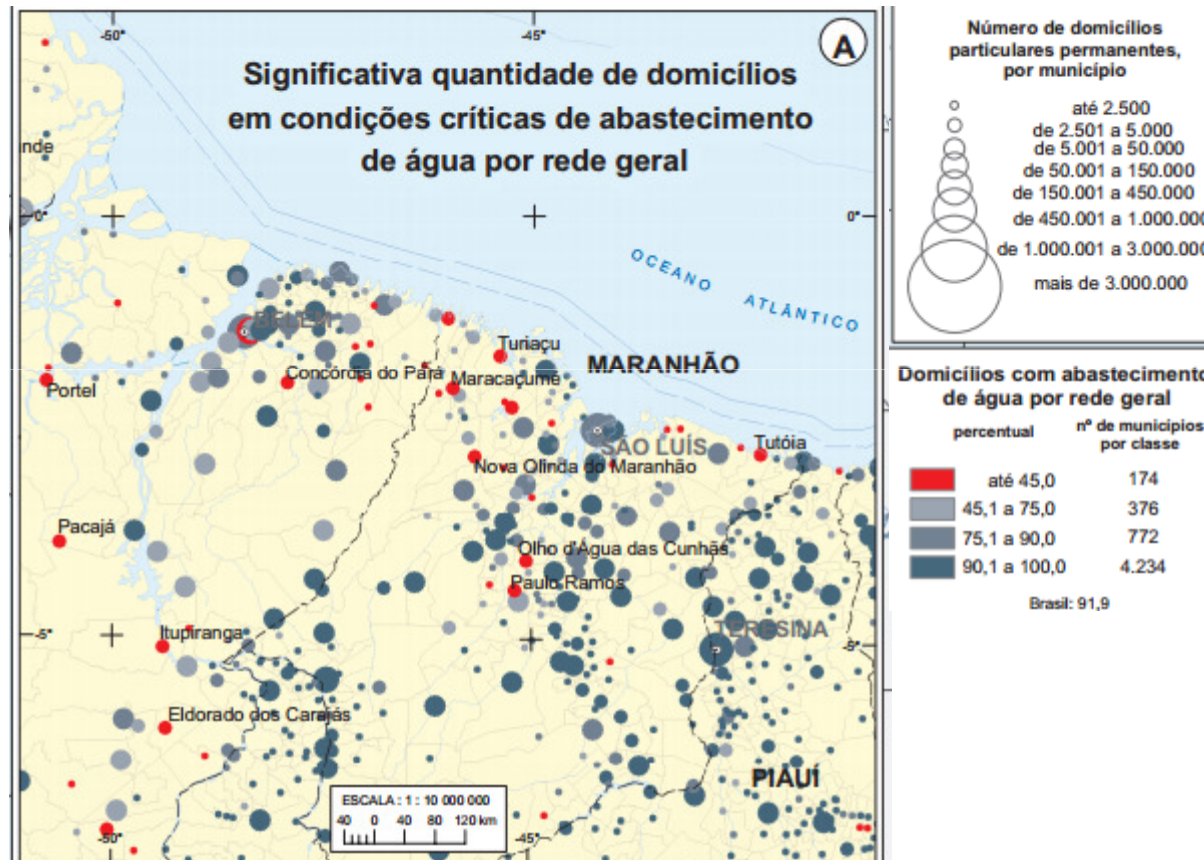 -50°
-45°
A
Significativa quantidade de domicílios
em condições críticas de abastecimento
de água por rede geral
nde
0°
0°
OCEANO ATLÂNTICO
BELÉM
Turiaçu
MARANHÃO
Concórdia do Pará
Maracaçumé
Portel
SÃO LUÍS
Tutóia
Nova Olinda do Maranhão
Pacajá
Olho d'Água das Cunhãs
Paulo Ramos
Itupiranga
TERESINA
-5°
-5°
Eldorado dos Carajás
PIAUÍ
ESCALA : 1 : 10 000 000
40 0 40 80 120 km
-50°
-45°
Número de domicílios
particulares permanentes,
por município
até 2.500
de 2.501 a 5.000
de 5.001 a 50.000
de 50.001 a 150.000
de 150.001 a 450.000
de 450.001 a 1.000.000
de 1.000.001 a 3.000.000
mais de 3.000.000
Domicílios com abastecimento
de água por rede geral
percentual
nº de municípios
por classe
até 45,0 174
45,1 a 75,0 376
75,1 a 90,0 772
90,1 a 100,0 4.234
Brasil: 91,9